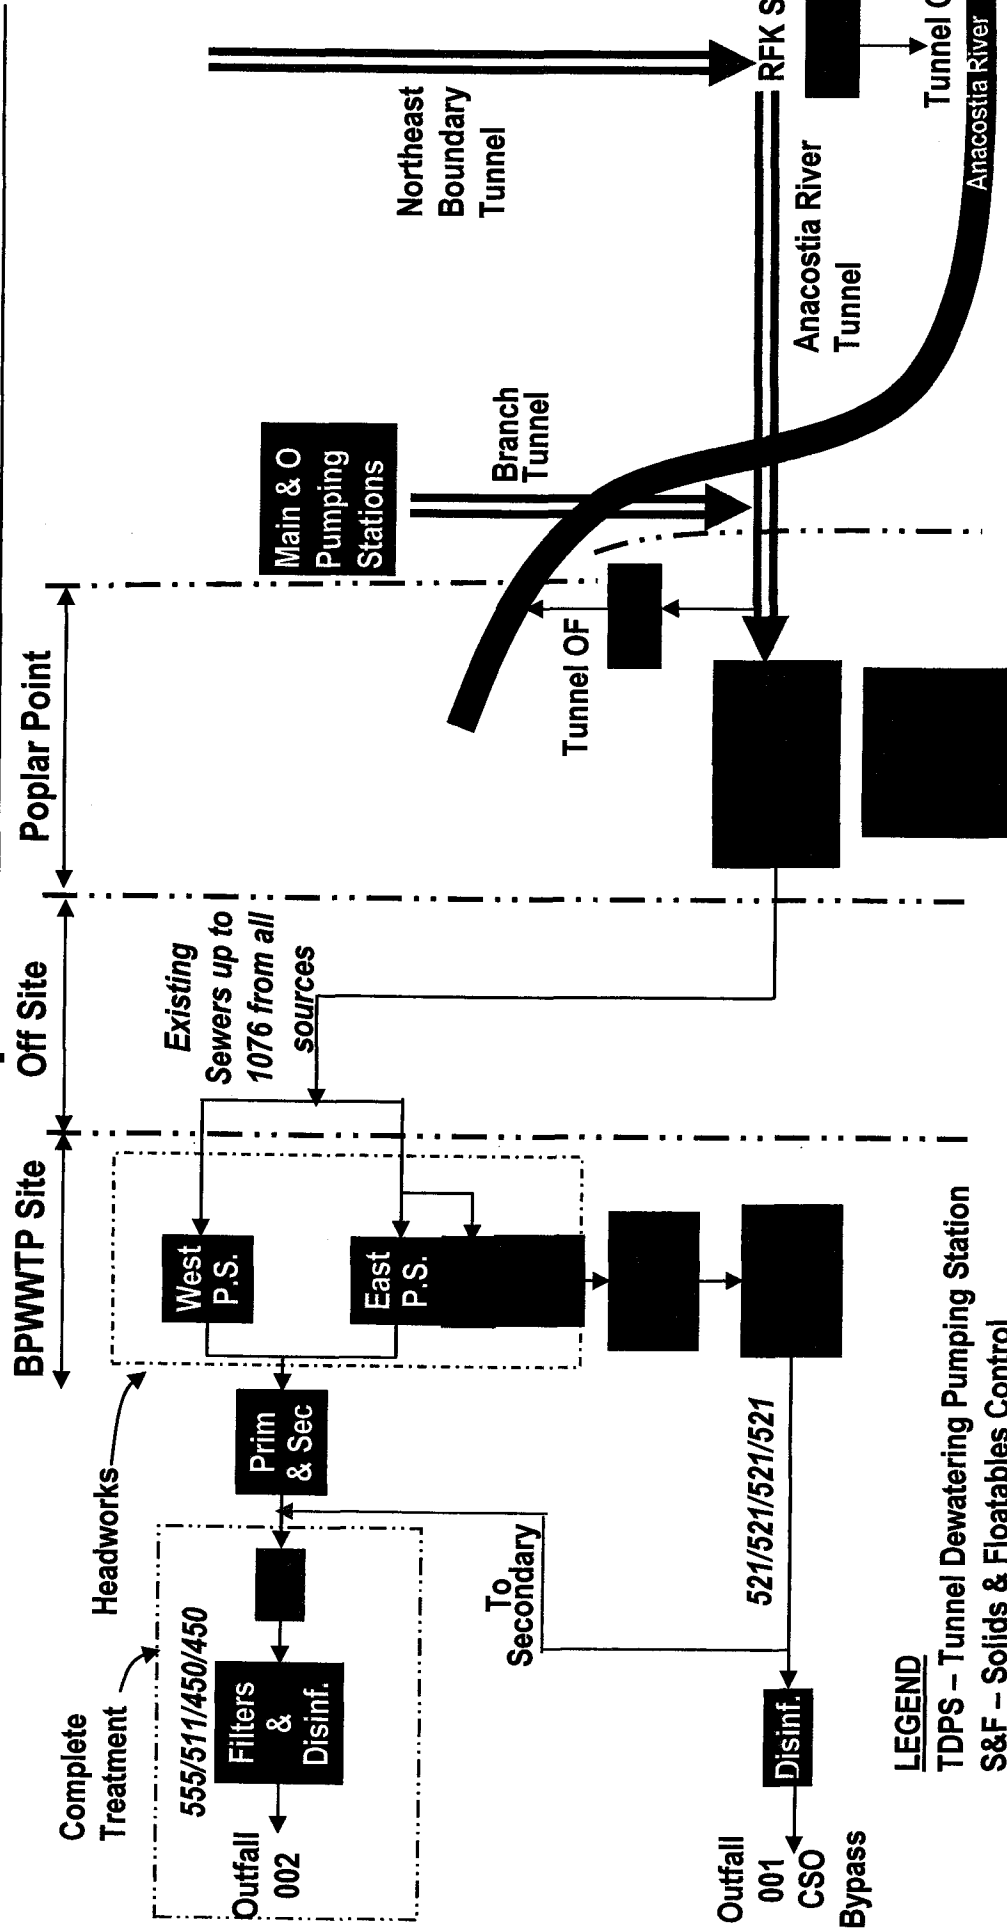 BPWWTP Site
Off Site
Poplar Point
Complete
Treatment
Headworks
555/511/450/450
Outfall
002
Filters
&
Disinf.
Prim
& Sec
West
P.S.
East
P.S.
Existing
Sewers up to
1076 from all
sources
Main & O
Pumping
Stations
Branch
Tunnel
Northeast
Boundary
Tunnel
Tunnel OF
Anacostia River
Tunnel
RFK S
Tunnel O
Anacostia River
To
Secondary
521/521/521/521
Outfall
001
CSO
Bypass
Disinf.
LEGEND
TDPS – Tunnel Dewatering Pumping Station
S&F – Solids & Floatables Control